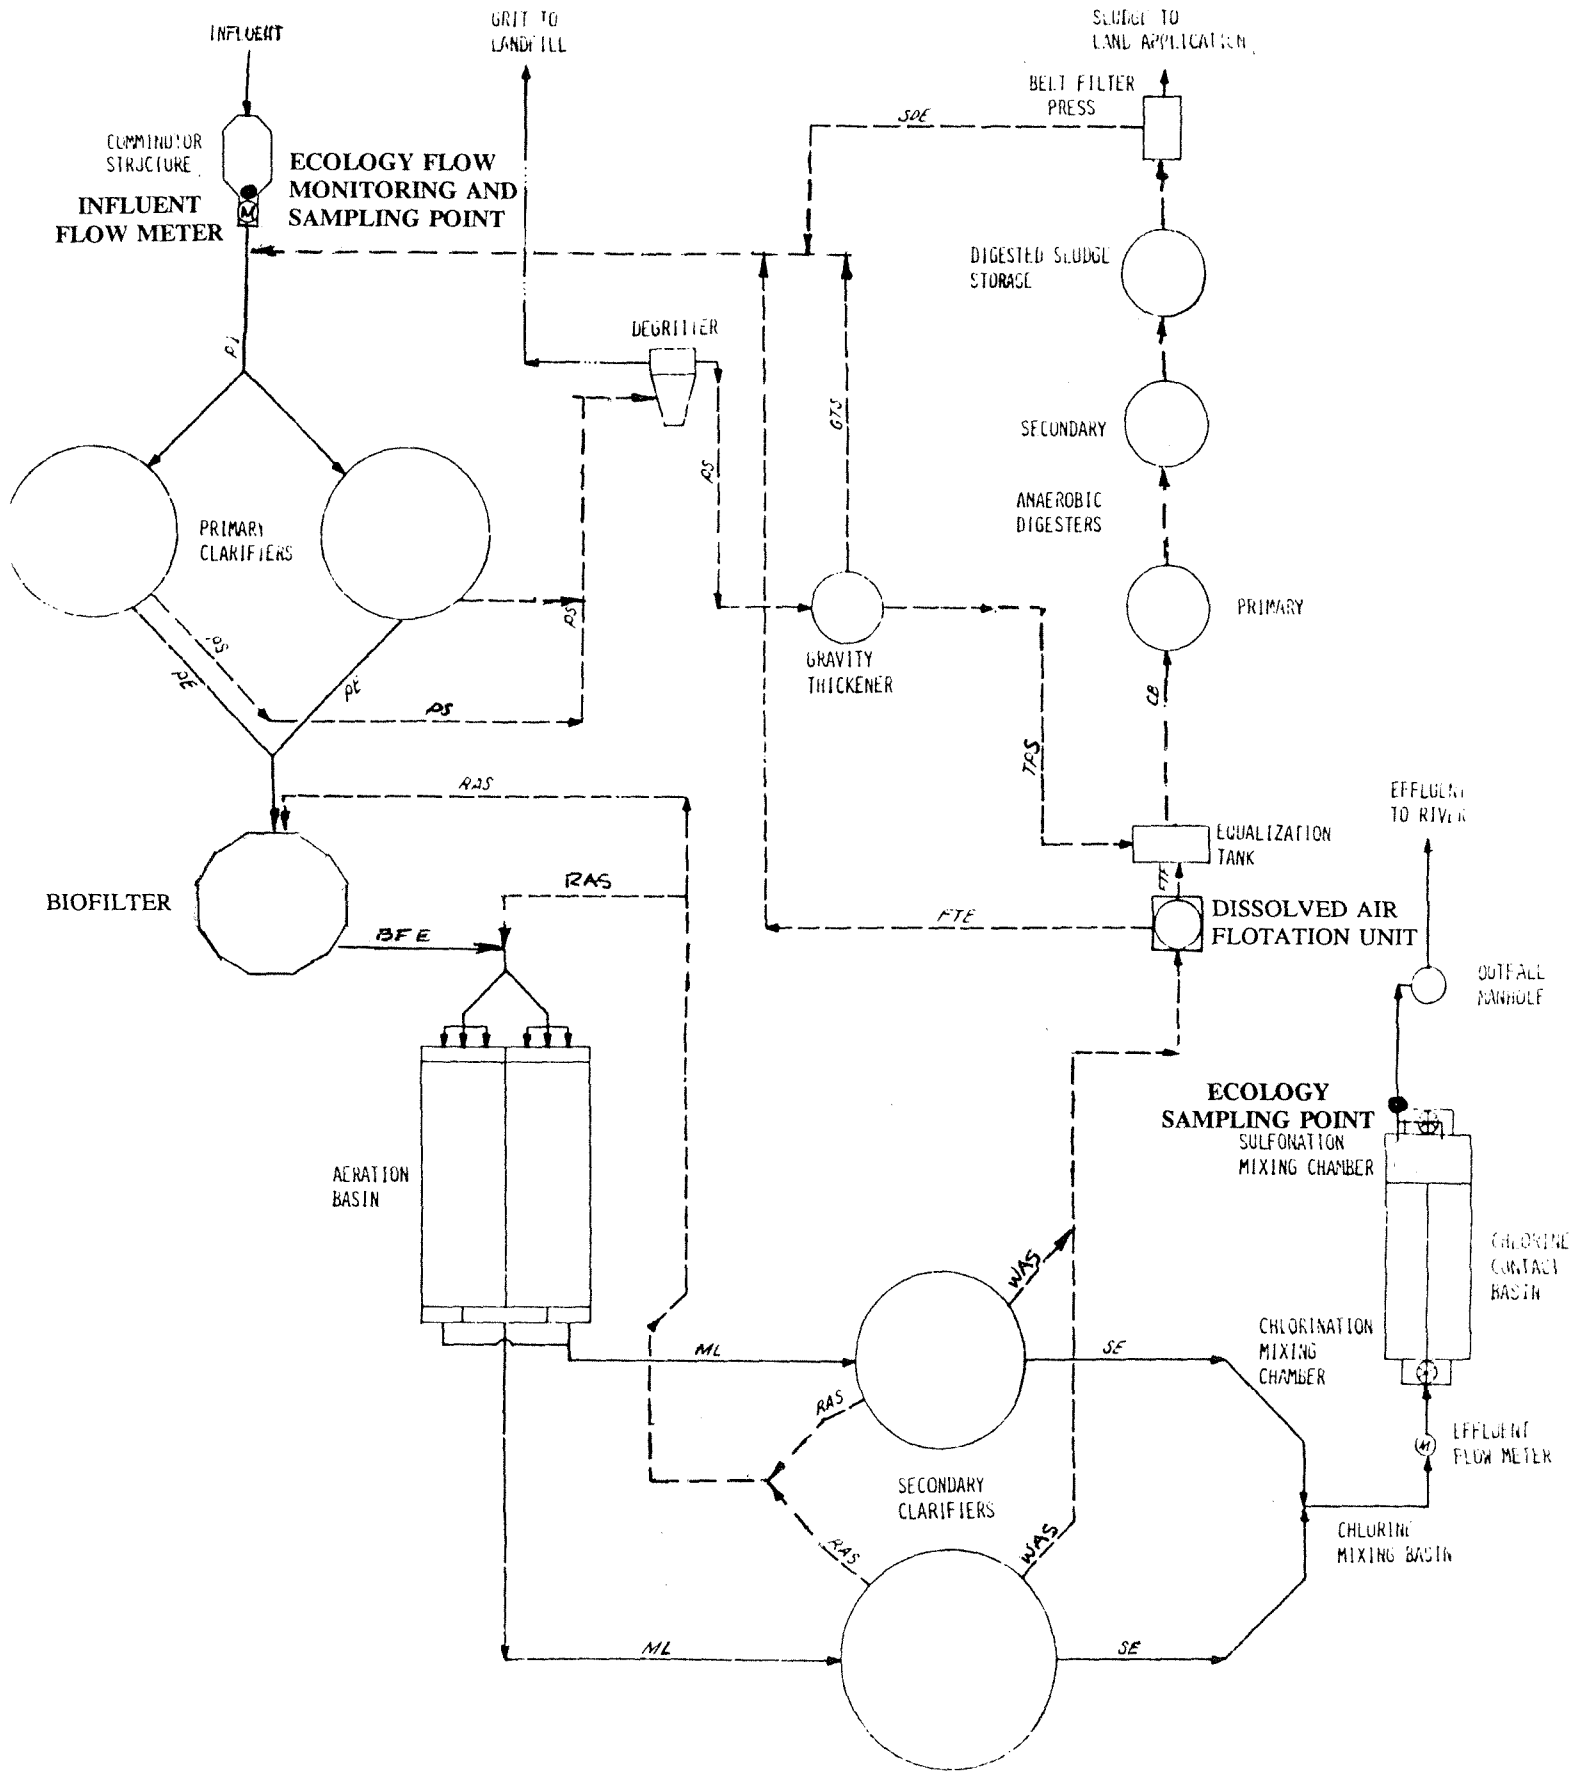 INFLUENT
GRIT TO
LANDFILL
SLUDGE TO
LAND APPLICATION
BELT FILTER
PRESS
SDE
COMMINUTOR
STRUCTURE
ECOLOGY FLOW
MONITORING AND
SAMPLING POINT
INFLUENT
FLOW METER
M
DIGESTED SLUDGE
STORAGE
PI
DEGRITTER
GTS
PS
SECONDARY
ANAEROBIC
DIGESTERS
PRIMARY
CLARIFIERS
PRIMARY
PS
GRAVITY
THICKENER
PS
PE
PE
PS
CB
TPS
RAS
EFFLUENT
TO RIVER
EQUALIZATION
TANK
RAS
BIOFILTER
BFE
FTE
DISSOLVED AIR
FLOTATION UNIT
OUTFALL
MANHOLE
ECOLOGY
SAMPLING POINT
SULFONATION
MIXING CHAMBER
AERATION
BASIN
CHLORINE
CONTACT
BASIN
WAS
CHLORINATION
MIXING
CHAMBER
ML
SE
RAS
EFFLUENT
FLOW METER
M
SECONDARY
CLARIFIERS
RAS
WAS
CHLORINE
MIXING BASIN
ML
SE